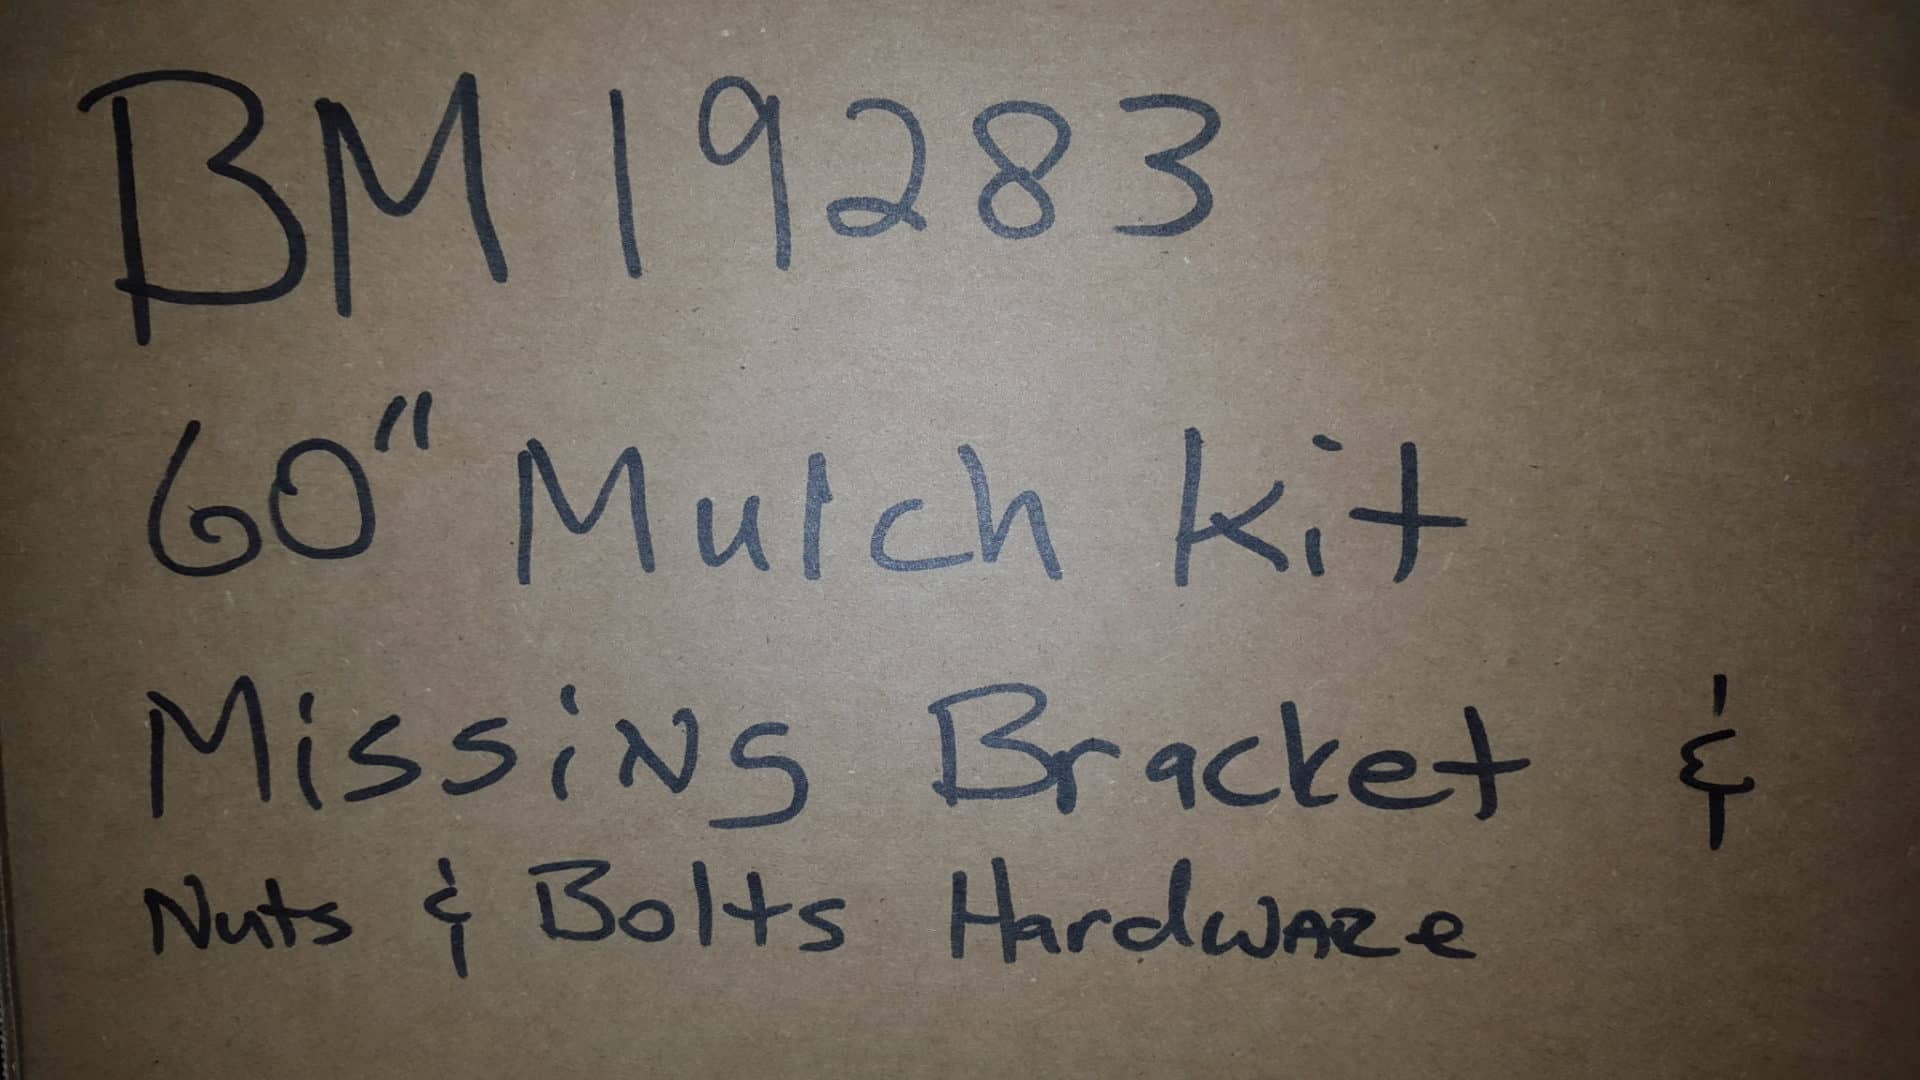 BM19283
60" Mulch Kit
Missing Bracket &
Nuts & Bolts Hardware